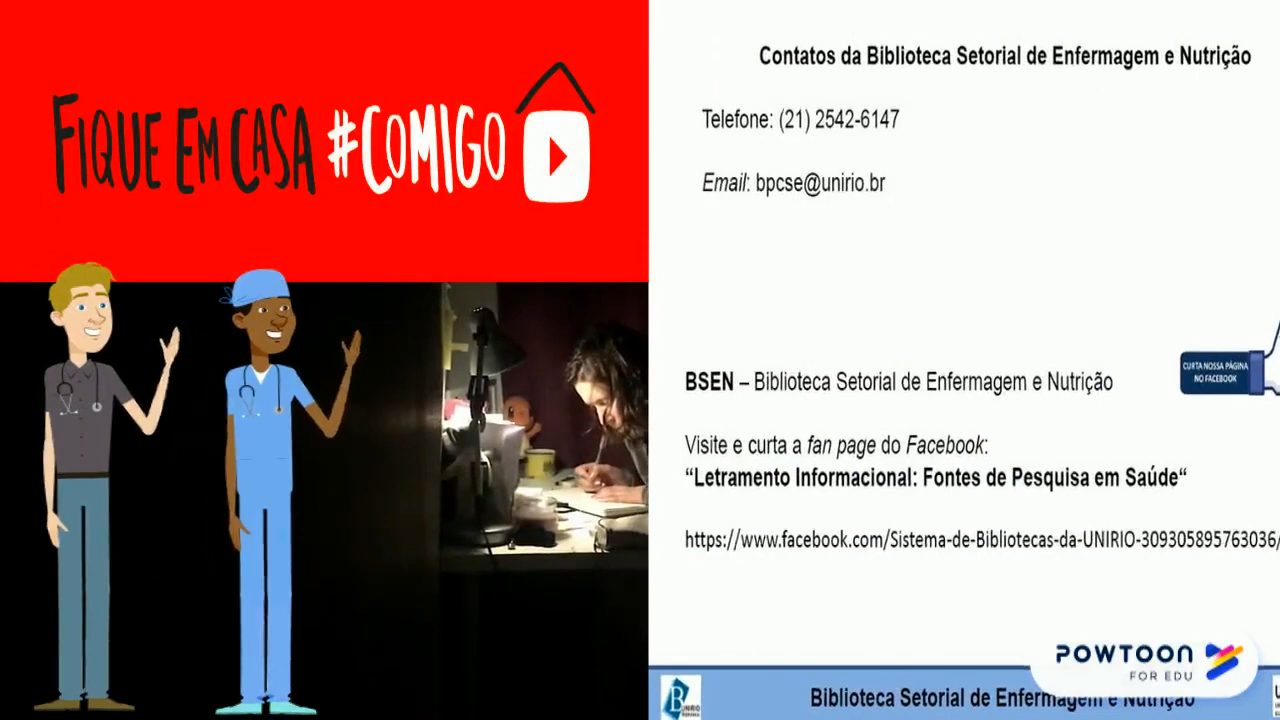 FIQUE EM CASA #COMIGO
Contatos da Biblioteca Setorial de Enfermagem e Nutrição
Telefone: (21) 2542-6147
Email: bpcse@unirio.br
CURTA NOSSA PÁGINA
NO FACEBOOK
BSEN – Biblioteca Setorial de Enfermagem e Nutrição
Visite e curta a fan page do Facebook:
“Letramento Informacional: Fontes de Pesquisa em Saúde“
https://www.facebook.com/Sistema-de-Bibliotecas-da-UNIRIO-309305895763036/
POWTOON
FOR EDU
Biblioteca Setorial de Enfermagem e Nutrição
UNIRIO